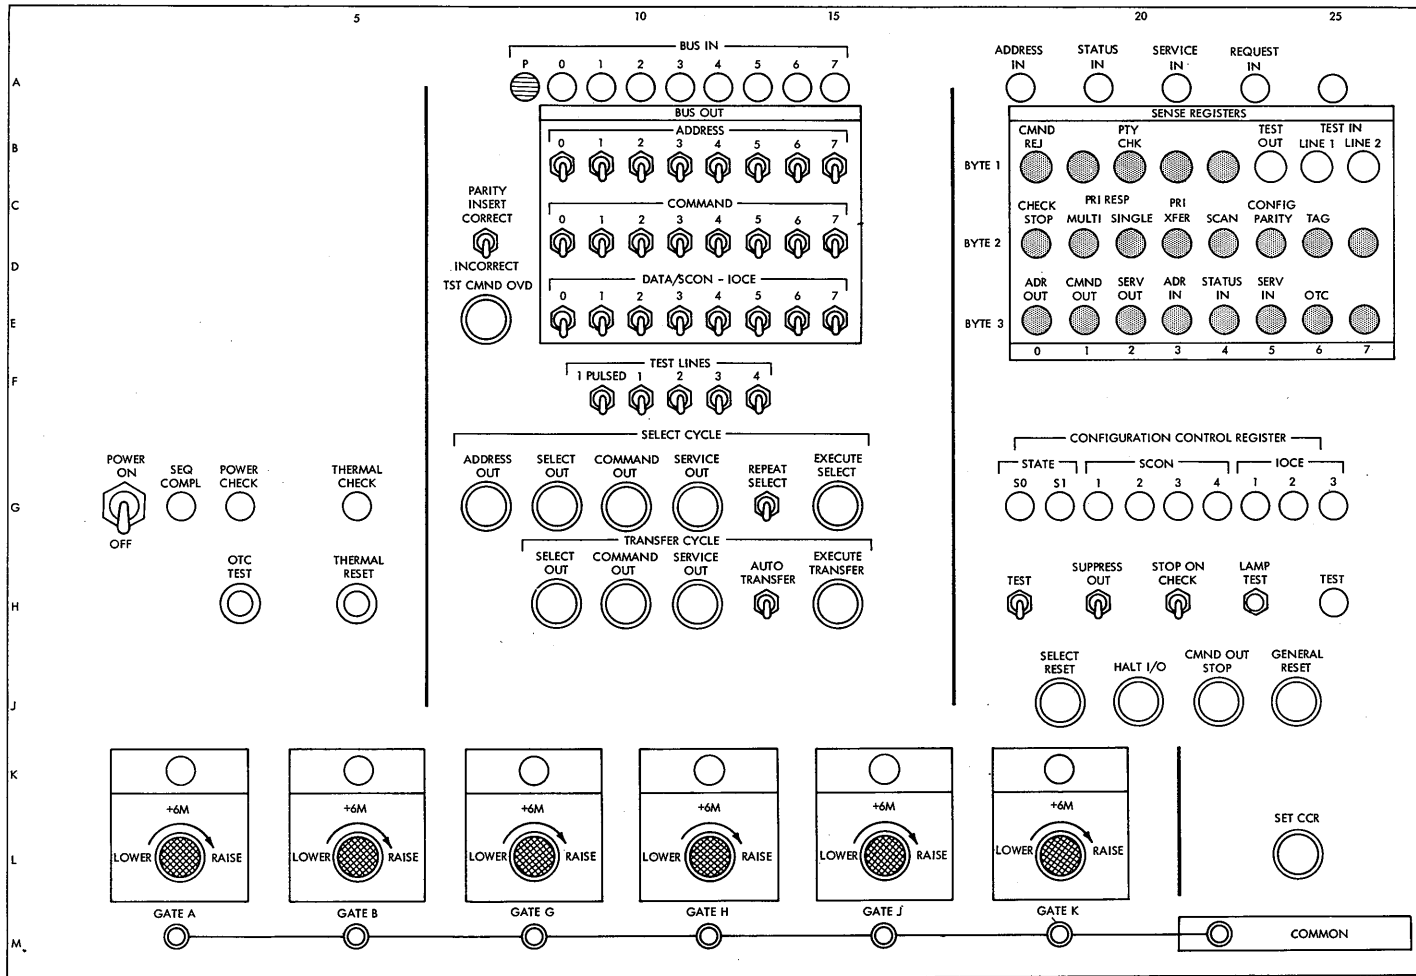 5 10 15 20 25
A
B
C
D
E
F
G
H
J
K
L
M
BUS IN
P 0 1 2 3 4 5 6 7
BUS OUT
ADDRESS
0 1 2 3 4 5 6 7
COMMAND
0 1 2 3 4 5 6 7
DATA/SCON - IOCE
0 1 2 3 4 5 6 7
PARITY
INSERT
CORRECT
INCORRECT
TST CMND OVD
TEST LINES
1 PULSED 1 2 3 4
ADDRESS
IN
STATUS
IN
SERVICE
IN
REQUEST
IN
SENSE REGISTERS
BYTE 1
CMND
REJ
PTY
CHK
TEST
OUT
TEST IN
LINE 1 LINE 2
BYTE 2
CHECK
STOP
PRI RESP
MULTI SINGLE
PRI
XFER
SCAN
CONFIG
PARITY
TAG
BYTE 3
ADR
OUT
CMND
OUT
SERV
OUT
ADR
IN
STATUS
IN
SERV
IN
OTC
0 1 2 3 4 5 6 7
POWER
ON
OFF
SEQ
COMPL
POWER
CHECK
THERMAL
CHECK
OTC
TEST
THERMAL
RESET
SELECT CYCLE
ADDRESS
OUT
SELECT
OUT
COMMAND
OUT
SERVICE
OUT
REPEAT
SELECT
EXECUTE
SELECT
TRANSFER CYCLE
SELECT
OUT
COMMAND
OUT
SERVICE
OUT
AUTO
TRANSFER
EXECUTE
TRANSFER
CONFIGURATION CONTROL REGISTER
STATE SCON IOCE
S0 S1 1 2 3 4 1 2 3
TEST
SUPPRESS
OUT
STOP ON
CHECK
LAMP
TEST
TEST
SELECT
RESET
HALT I/O
CMND OUT
STOP
GENERAL
RESET
+6M
LOWER RAISE
GATE A
+6M
LOWER RAISE
GATE B
+6M
LOWER RAISE
GATE G
+6M
LOWER RAISE
GATE H
+6M
LOWER RAISE
GATE J
+6M
LOWER RAISE
GATE K
SET CCR
COMMON